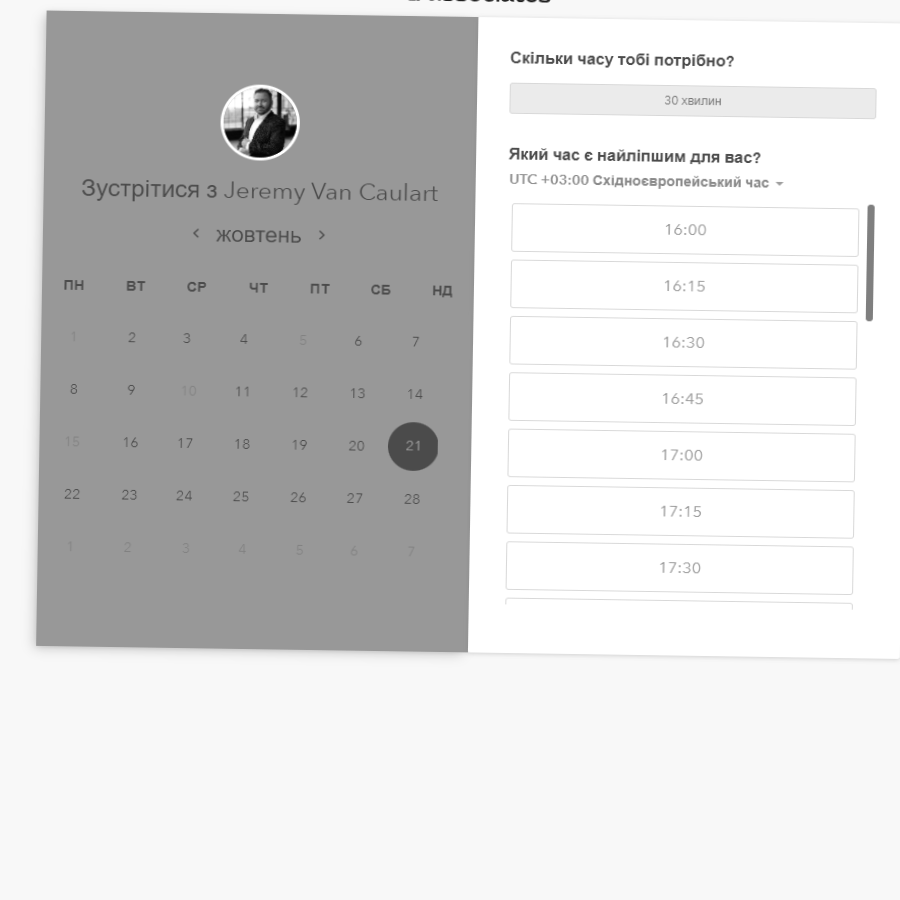 Зустрітися з Jeremy Van Caulart
жовтень
ПН ВТ СР ЧТ ПТ СБ НД
1 2 3 4 5 6 7
8 9 10 11 12 13 14
15 16 17 18 19 20 21
22 23 24 25 26 27 28
1 2 3 4 5 6 7
Скільки часу тобі потрібно?
30 хвилин
Який час є найліпшим для вас?
UTC +03:00 Східноєвропейський час
16:00
16:15
16:30
16:45
17:00
17:15
17:30